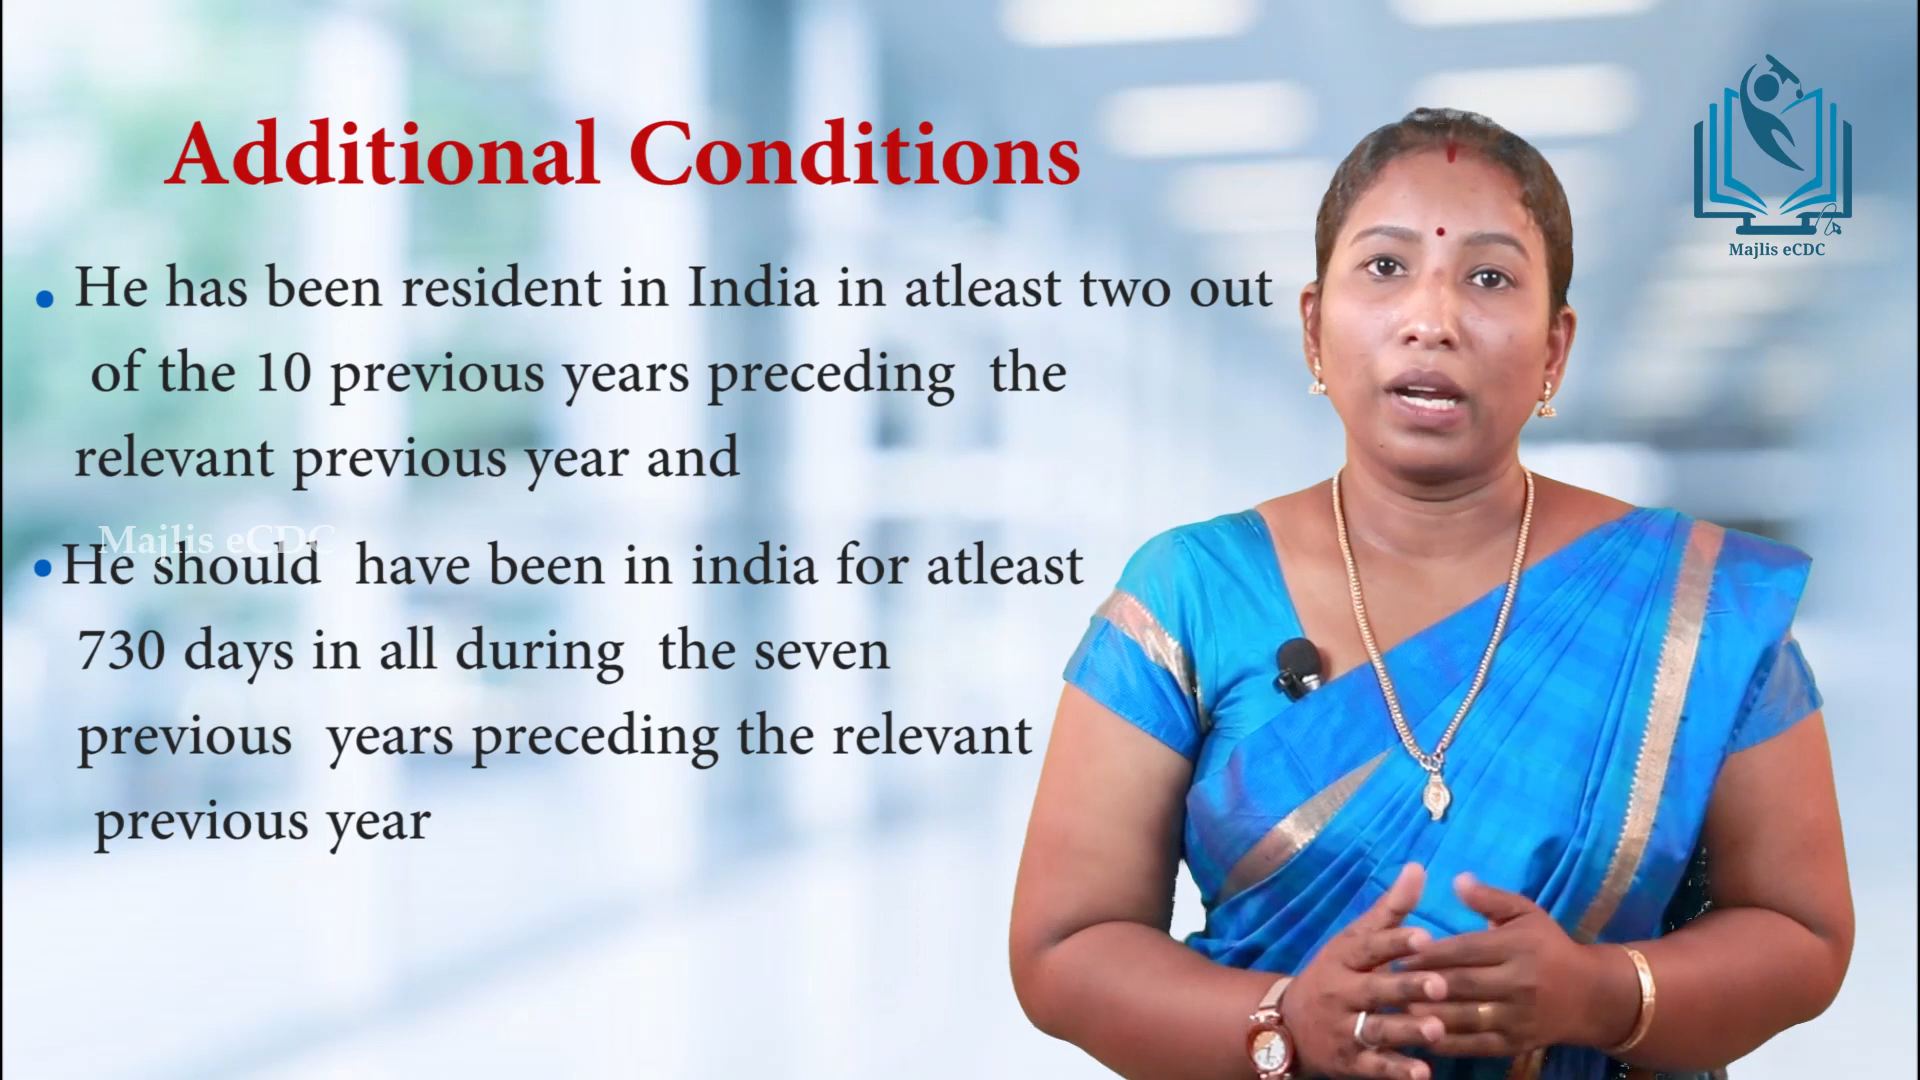 Additional Conditions
He has been resident in India in atleast two out
of the 10 previous years preceding the
relevant previous year and
He should have been in india for atleast
730 days in all during the seven
previous years preceding the relevant
previous year
Majlis eCDC
Majlis eCDC